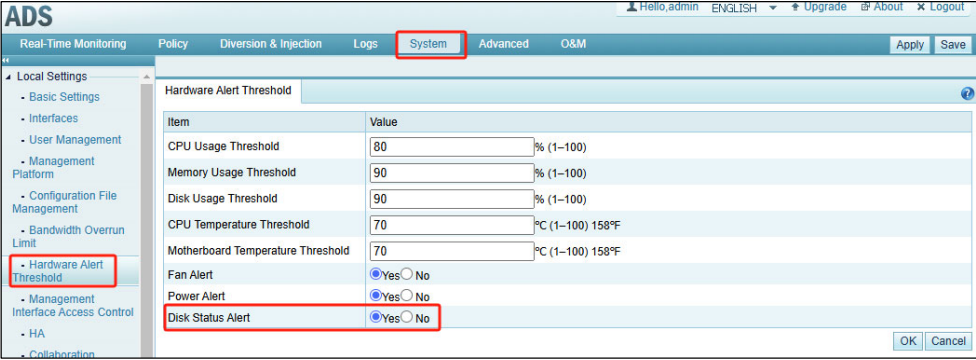 ADS
Hello,admin ENGLISH Upgrade About Logout
Real-Time Monitoring Policy Diversion & Injection Logs System Advanced O&M Apply Save
Local Settings
Basic Settings
Interfaces
User Management
Management
Platform
Configuration File
Management
Bandwidth Overrun
Limit
Hardware Alert
Threshold
Management
Interface Access Control
HA
Collaboration
Hardware Alert Threshold
Item Value
CPU Usage Threshold 80 % (1–100)
Memory Usage Threshold 90 % (1–100)
Disk Usage Threshold 90 % (1–100)
CPU Temperature Threshold 70 °C (1–100) 158°F
Motherboard Temperature Threshold 70 °C (1–100) 158°F
Fan Alert Yes No
Power Alert Yes No
Disk Status Alert Yes No
OK Cancel